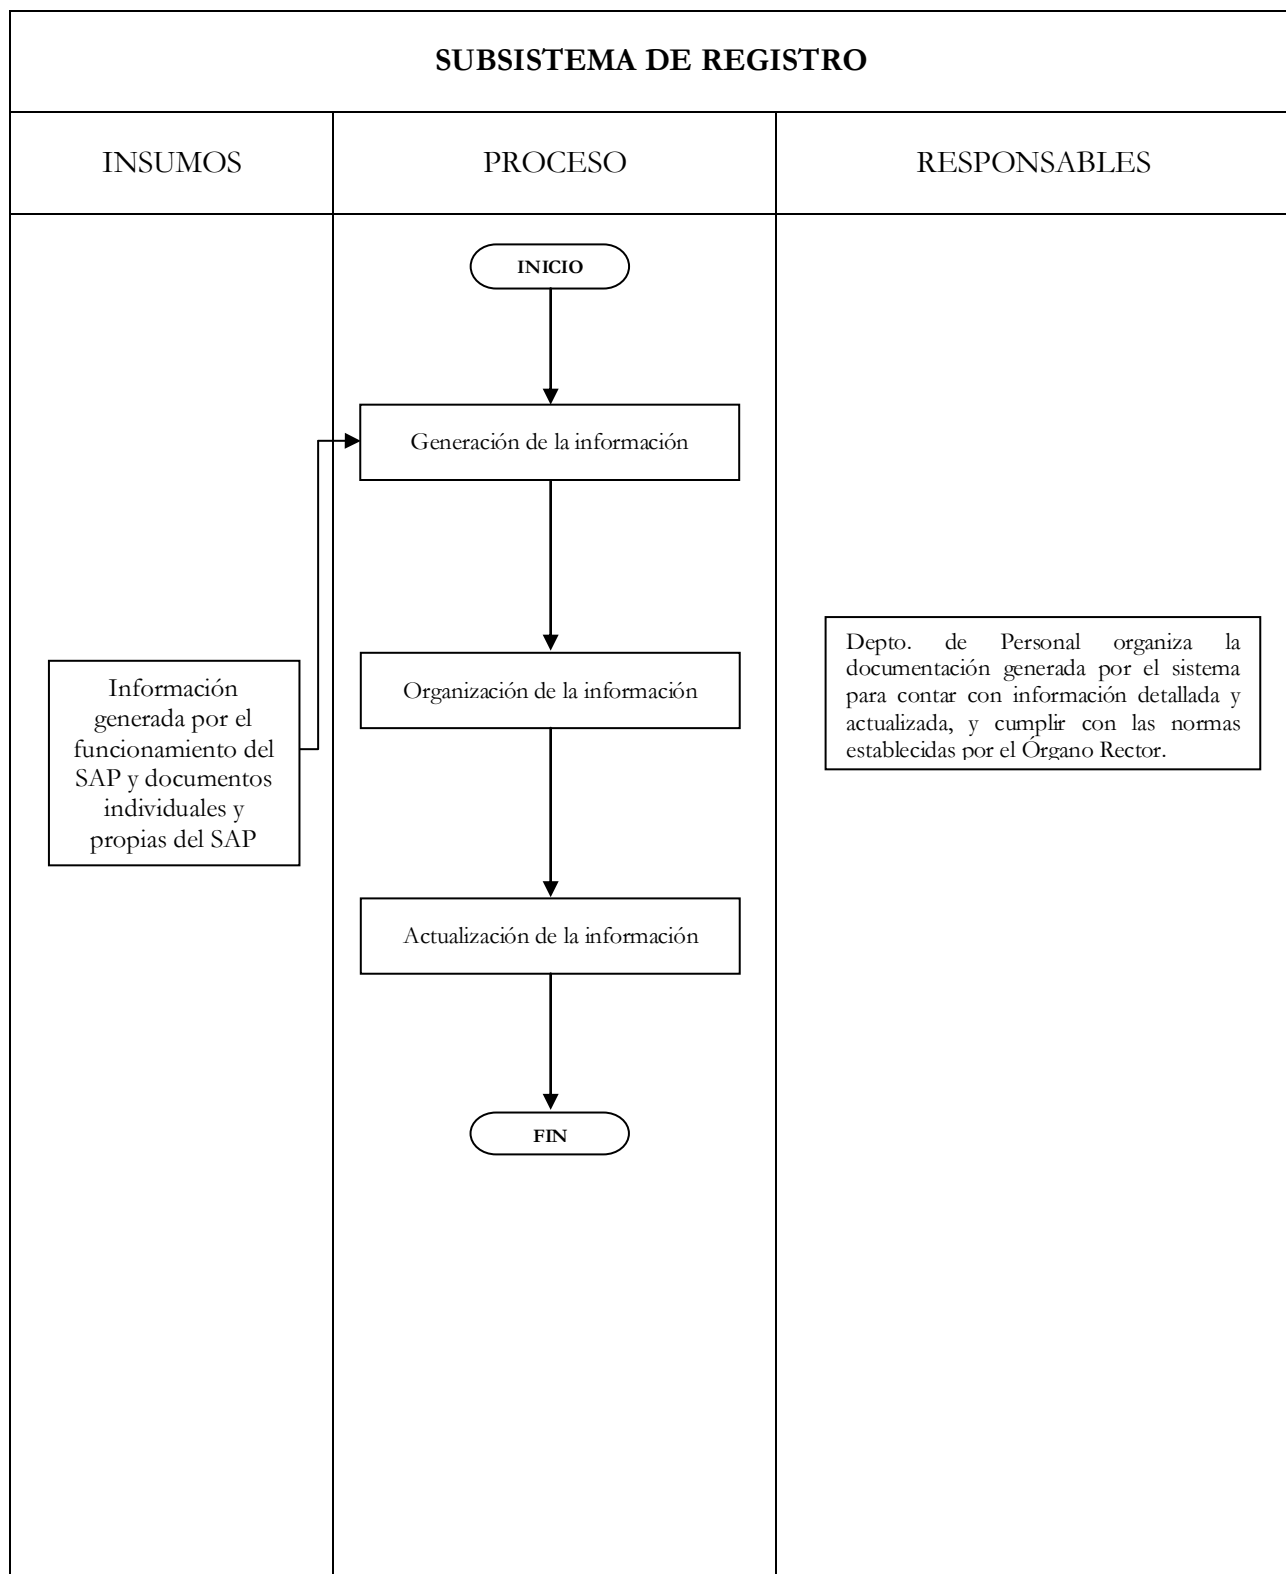 SUBSISTEMA DE REGISTRO
INSUMOS
PROCESO
RESPONSABLES
INICIO
Generación de la información
Información
generada por el
funcionamiento del
SAP y documentos
individuales y
propias del SAP
Organización de la información
Depto. de Personal organiza la
documentación generada por el sistema
para contar con información detallada y
actualizada, y cumplir con las normas
establecidas por el Órgano Rector.
Actualización de la información
FIN